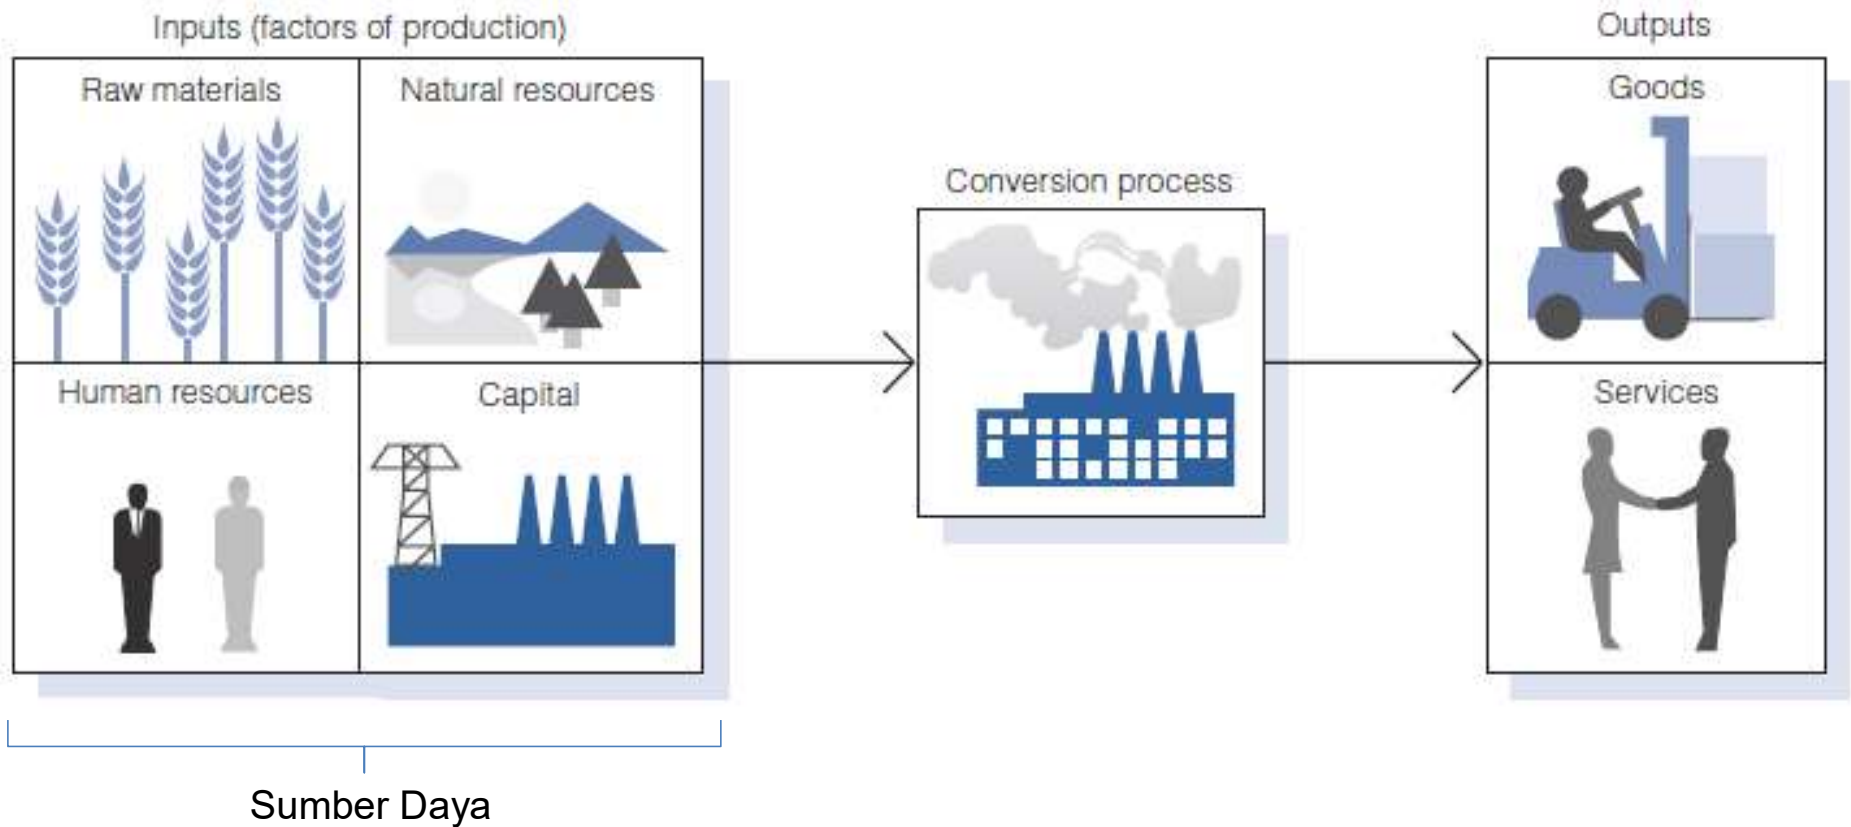 Inputs (factors of production)
Raw materials
Natural resources
Human resources
Capital
Sumber Daya
Conversion process
Outputs
Goods
Services